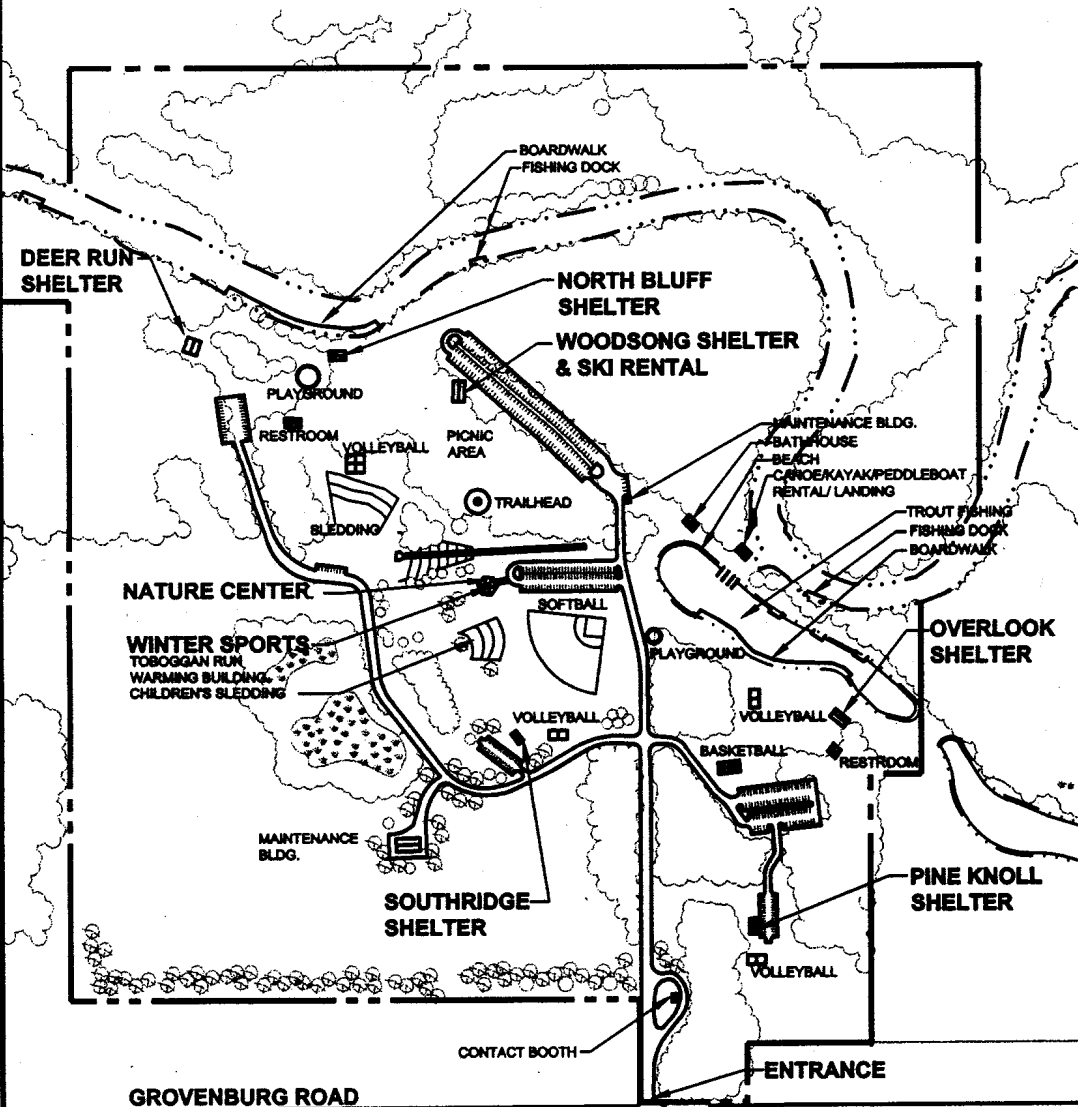 BOARDWALK
FISHING DOCK
DEER RUN
SHELTER
NORTH BLUFF
SHELTER
WOODSONG SHELTER
& SKI RENTAL
PLAYGROUND
RESTROOM
VOLLEYBALL
PICNIC
AREA
MAINTENANCE BLDG.
BATHHOUSE
BEACH
CANOE/KAYAK/PEDDLEBOAT
RENTAL/ LANDING
TRAILHEAD
TROUT FISHING
SLEDDING
FISHING DOCK
BOARDWALK
NATURE CENTER
SOFTBALL
WINTER SPORTS
TOBOGGAN RUN
WARMING BUILDING
CHILDREN'S SLEDDING
PLAYGROUND
OVERLOOK
SHELTER
VOLLEYBALL
VOLLEYBALL
BASKETBALL
RESTROOM
MAINTENANCE
BLDG.
SOUTHRIDGE
SHELTER
PINE KNOLL
SHELTER
VOLLEYBALL
CONTACT BOOTH
ENTRANCE
GROVENBURG ROAD